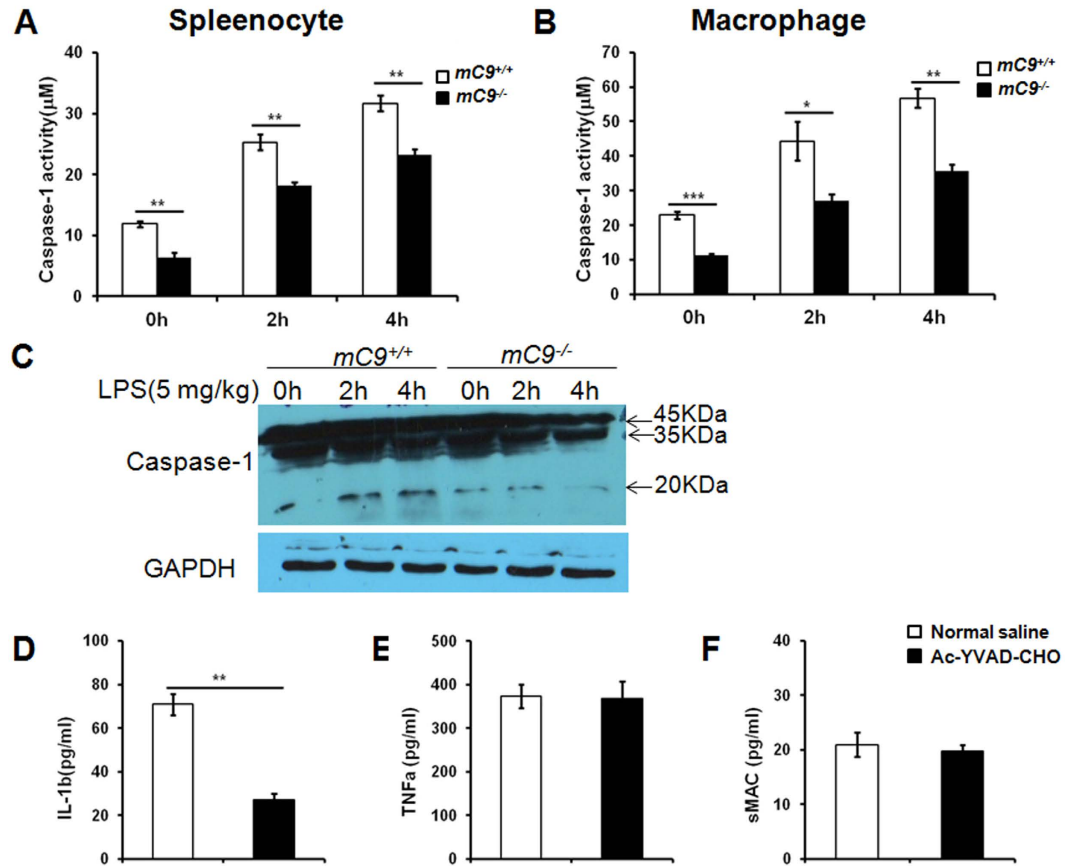 A Spleenocyte
Caspase-1 activity(μM)
40
30
20
10
0
**
**
**
mC9+/+
mC9-/-
0h 2h 4h
B Macrophage
Caspase-1 activity(μM)
70
60
50
40
30
20
10
0
***
*
**
mC9+/+
mC9-/-
0h 2h 4h
C
mC9+/+ mC9-/-
LPS(5 mg/kg) 0h 2h 4h 0h 2h 4h
Caspase-1
45KDa
35KDa
20KDa
GAPDH
D
IL-1b(pg/ml)
100
80
60
40
20
0
**
E
TNFa (pg/ml)
500
400
300
200
100
0
F
Normal saline
Ac-YVAD-CHO
sMAC (pg/ml)
40
30
20
10
0